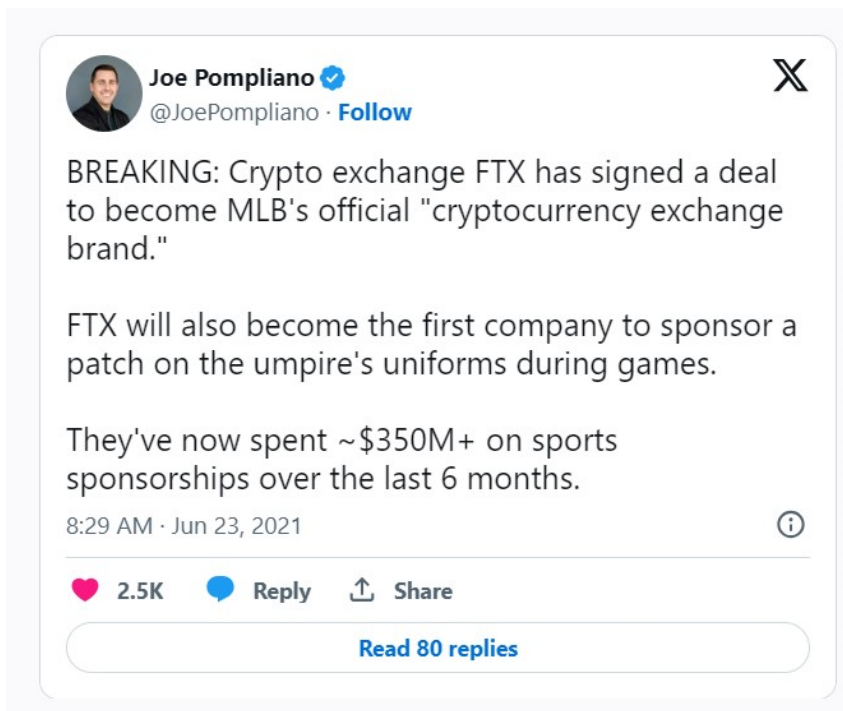 Joe Pompliano
@JoePompliano · Follow
BREAKING: Crypto exchange FTX has signed a deal
to become MLB's official "cryptocurrency exchange
brand."
FTX will also become the first company to sponsor a
patch on the umpire's uniforms during games.
They've now spent ~$350M+ on sports
sponsorships over the last 6 months.
8:29 AM · Jun 23, 2021
2.5K Reply Share
Read 80 replies